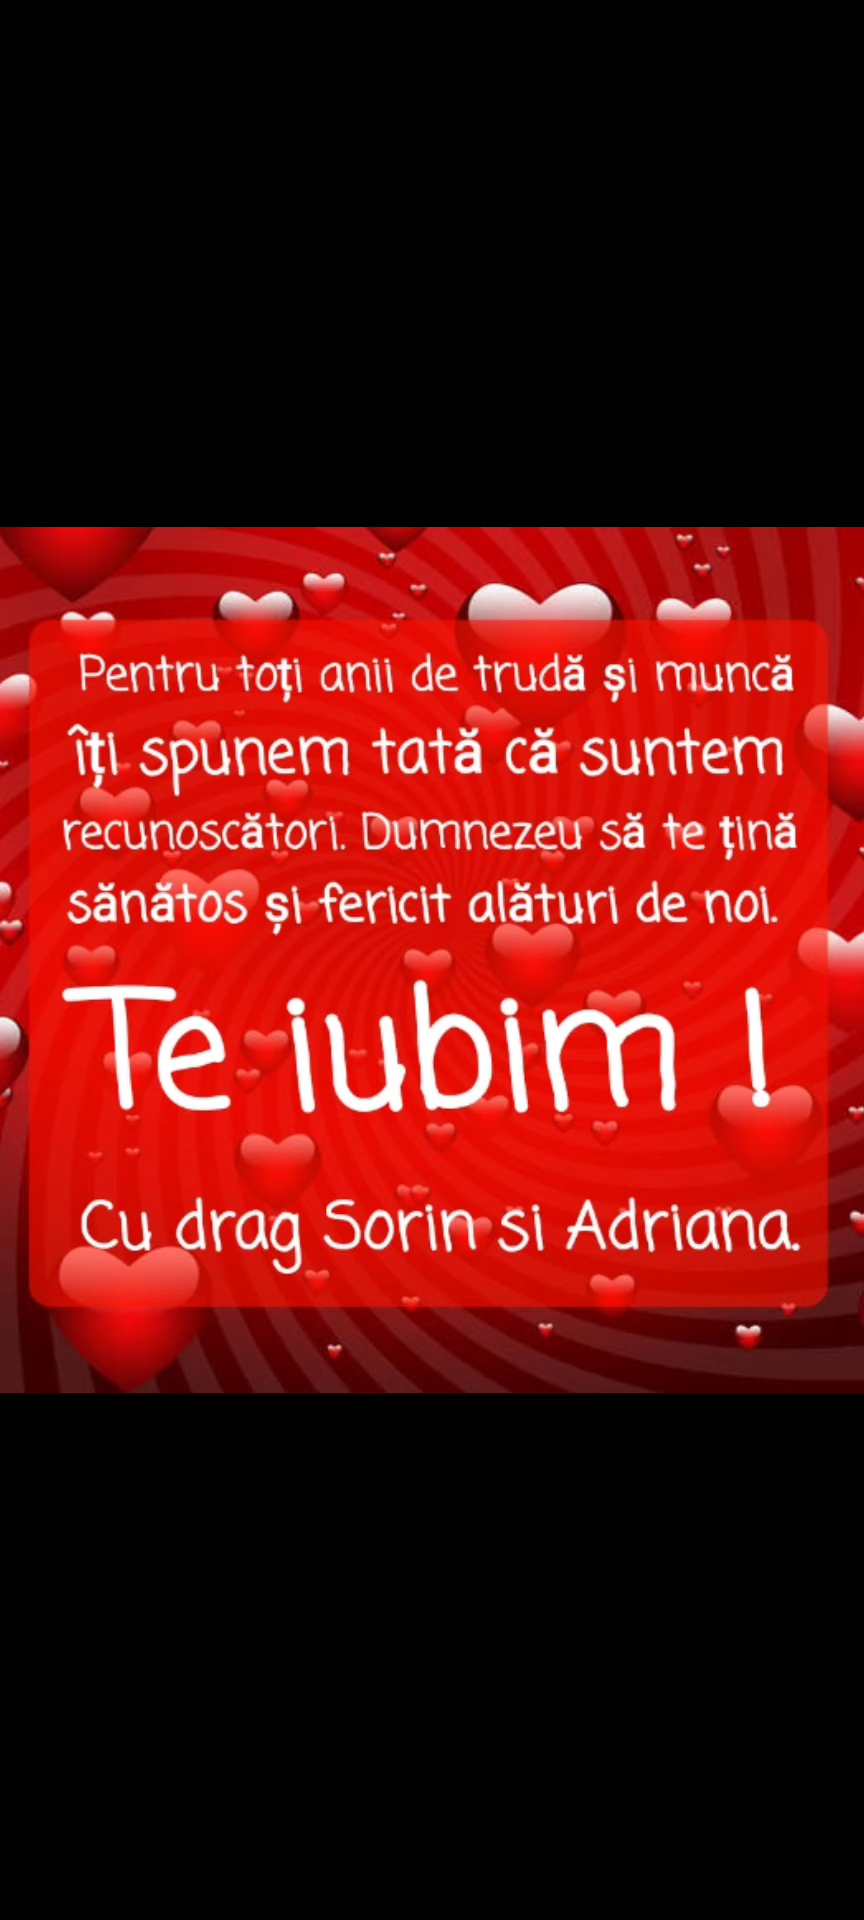 Pentru toți anii de trudă și muncă
îți spunem tată că suntem
recunoscători. Dumnezeu să te țină
sănătos și fericit alături de noi.
Te iubim !
Cu drag Sorin si Adriana.